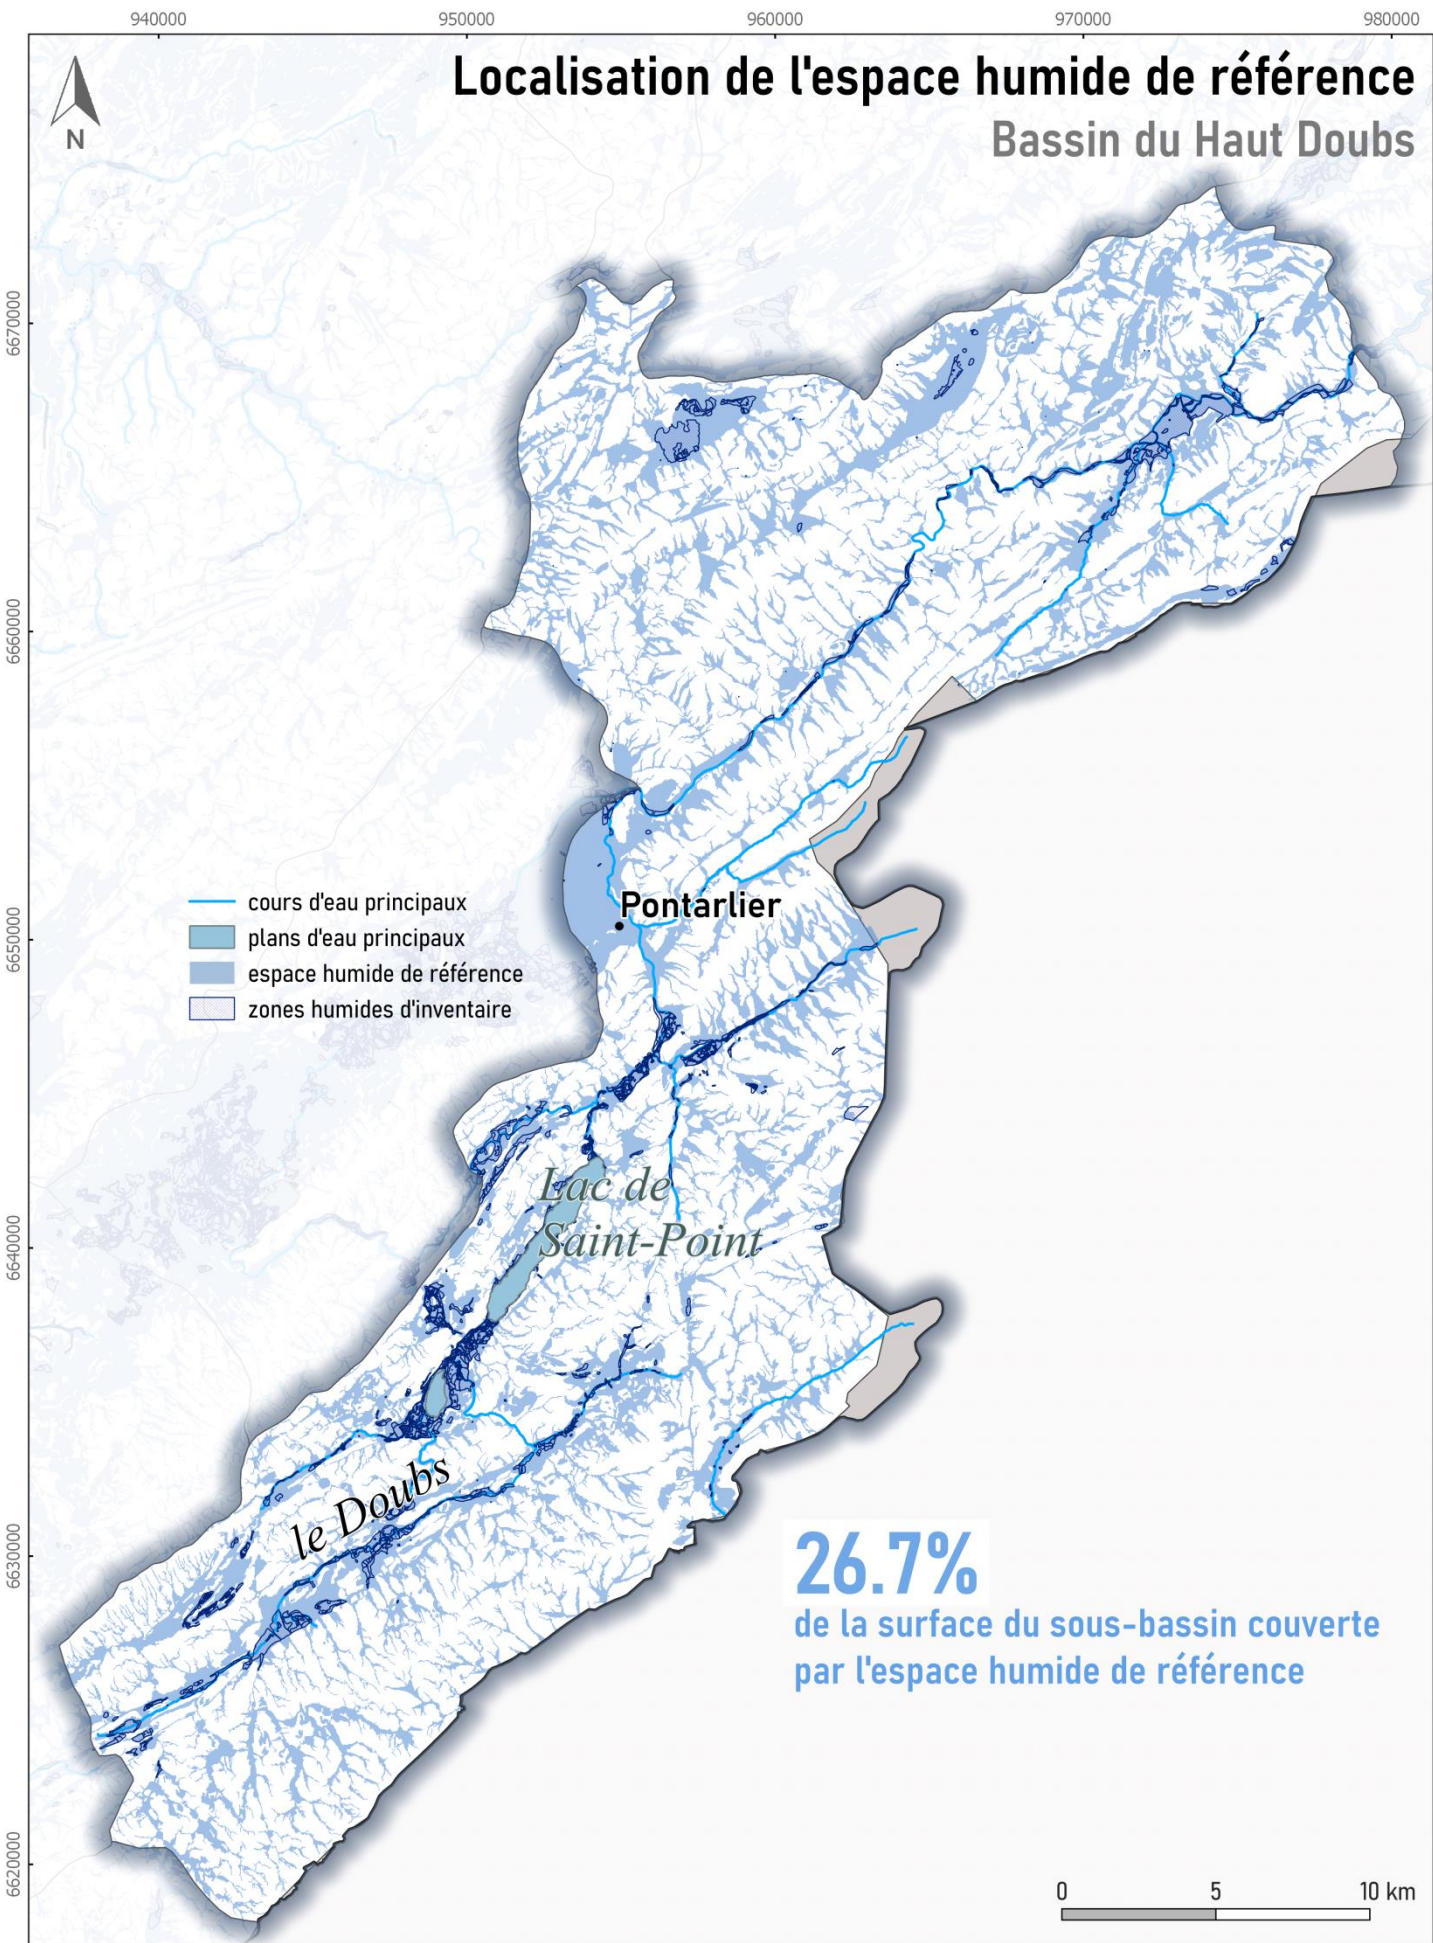 940000 950000 960000 970000 980000
Localisation de l'espace humide de référence
Bassin du Haut Doubs
N
6670000
6660000
6650000
6640000
6630000
6620000
cours d'eau principaux
plans d'eau principaux
espace humide de référence
zones humides d'inventaire
Pontarlier
Lac de
Saint-Point
le Doubs
26.7%
de la surface du sous-bassin couverte
par l'espace humide de référence
0 5 10 km